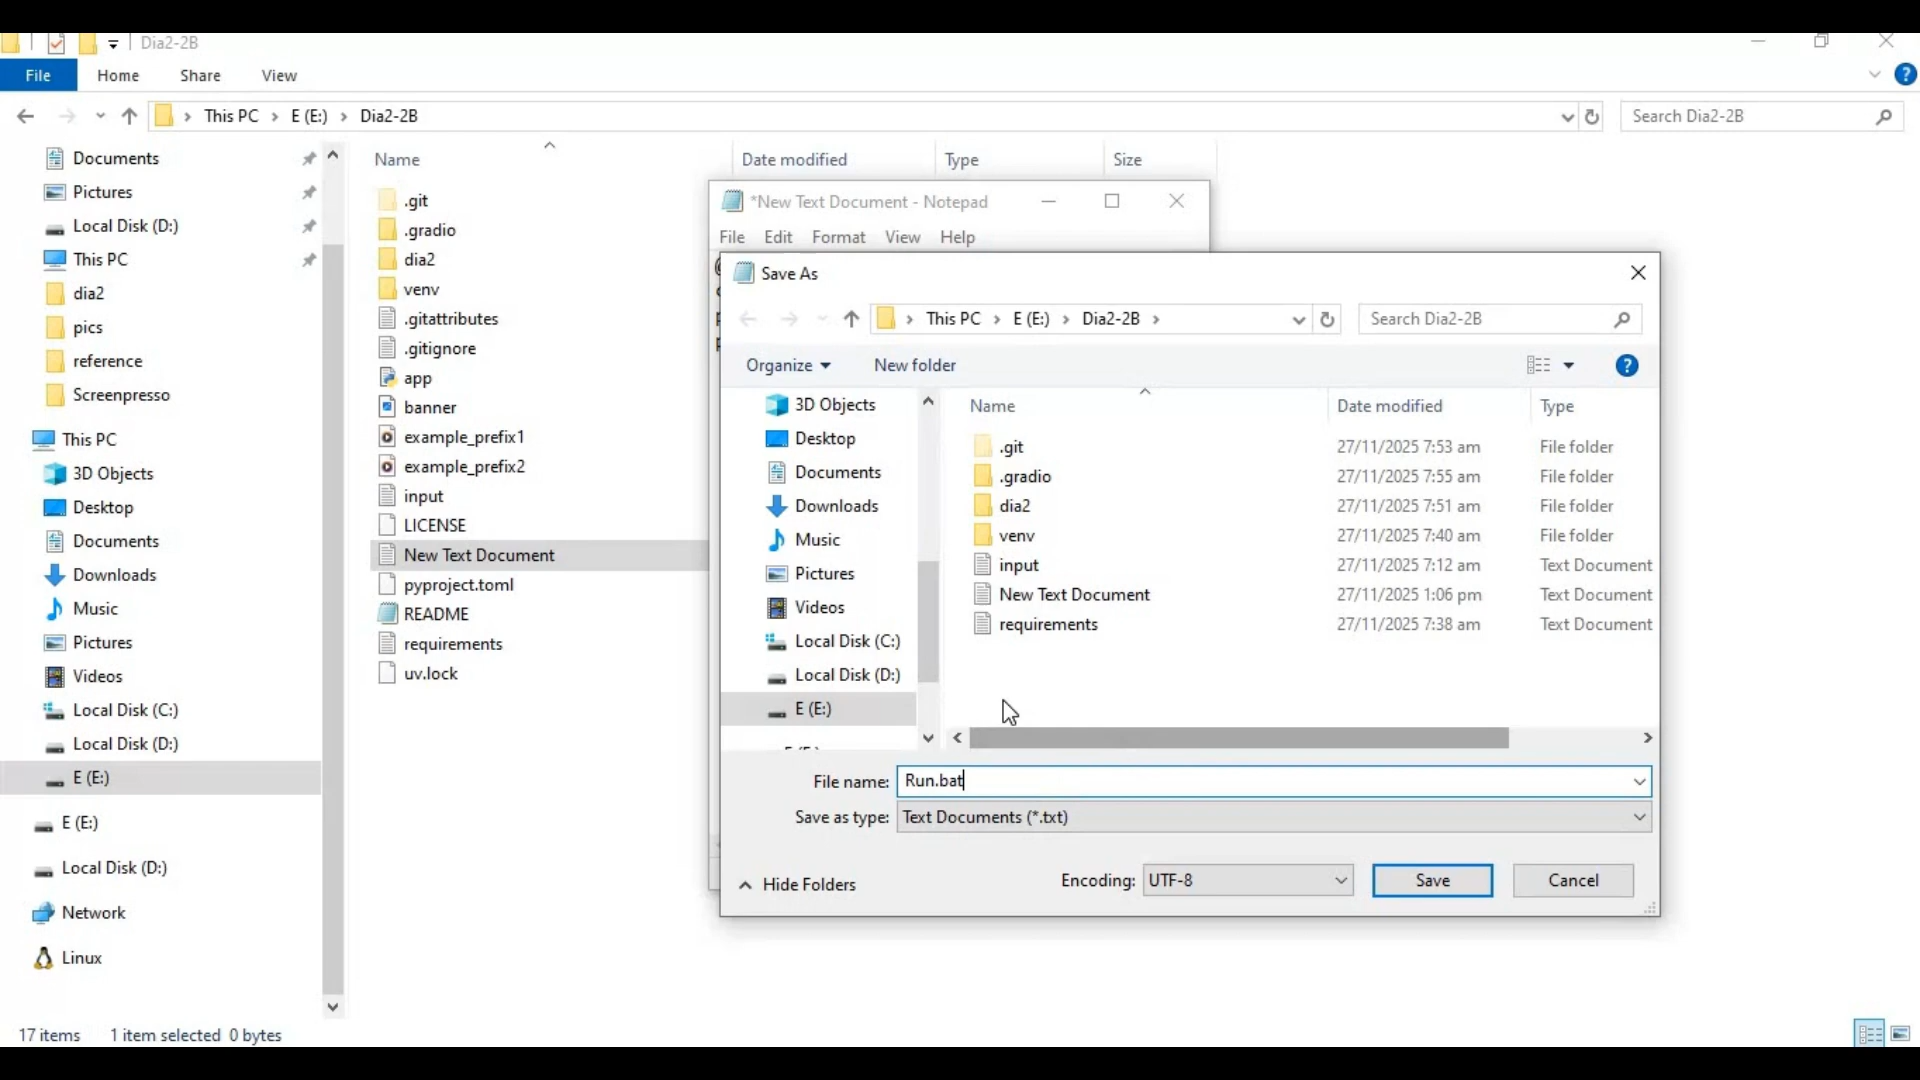 Dia2-2B
File Home Share View
This PC E (E:) Dia2-2B Search Dia2-2B
Documents
Pictures
Local Disk (D:)
This PC
dia2
pics
reference
Screenpresso
This PC
3D Objects
Desktop
Documents
Downloads
Music
Pictures
Videos
Local Disk (C:)
Local Disk (D:)
E (E:)
E (E:)
Local Disk (D:)
Network
Linux
Name Date modified Type Size
.git
.gradio
dia2
venv
.gitattributes
.gitignore
app
banner
example_prefix1
example_prefix2
input
LICENSE
New Text Document
pyproject.toml
README
requirements
uv.lock
*New Text Document - Notepad
File Edit Format View Help
Save As
This PC E (E:) Dia2-2B Search Dia2-2B
Organize New folder
3D Objects
Desktop
Documents
Downloads
Music
Pictures
Videos
Local Disk (C:)
Local Disk (D:)
E (E:)
Name Date modified Type
.git 27/11/2025 7:53 am File folder
.gradio 27/11/2025 7:55 am File folder
dia2 27/11/2025 7:51 am File folder
venv 27/11/2025 7:40 am File folder
input 27/11/2025 7:12 am Text Document
New Text Document 27/11/2025 1:06 pm Text Document
requirements 27/11/2025 7:38 am Text Document
File name: Run.bat
Save as type: Text Documents (*.txt)
Hide Folders Encoding: UTF-8 Save Cancel
17 items 1 item selected 0 bytes